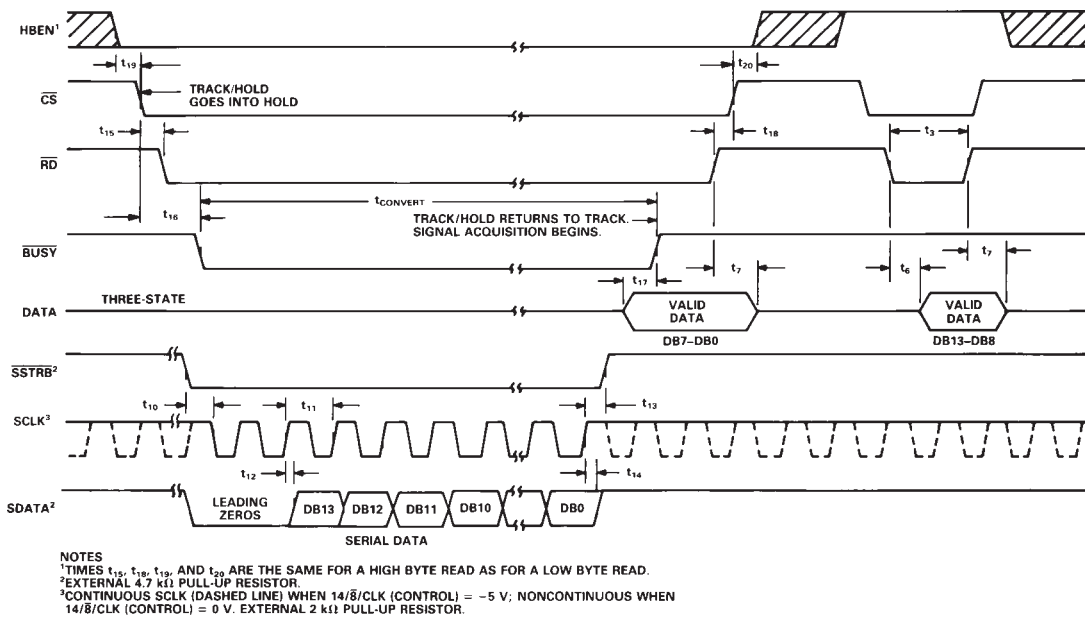 HBEN¹
t19
t20
TRACK/HOLD
GOES INTO HOLD
CS
t15
t18
t3
RD
tCONVERT
t16
TRACK/HOLD RETURNS TO TRACK.
SIGNAL ACQUISITION BEGINS.
BUSY
t17
t7
t6
t7
THREE-STATE
DATA
VALID
DATA
VALID
DATA
DB7–DB0
DB13–DB8
SSTRB²
t10
t11
t13
SCLK³
t12
t14
SDATA²
LEADING
ZEROS
DB13
DB12
DB11
DB10
DB0
SERIAL DATA
NOTES
¹TIMES t15, t18, t19, AND t20 ARE THE SAME FOR A HIGH BYTE READ AS FOR A LOW BYTE READ.
²EXTERNAL 4.7 kΩ PULL-UP RESISTOR.
³CONTINUOUS SCLK (DASHED LINE) WHEN 14/8̅/CLK (CONTROL) = –5 V; NONCONTINUOUS WHEN
14/8̅/CLK (CONTROL) = 0 V. EXTERNAL 2 kΩ PULL-UP RESISTOR.